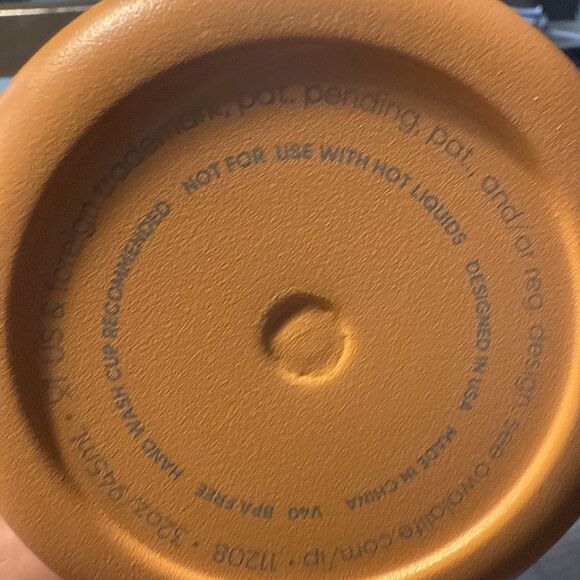 US & foreign trademark, pat. pending, pat., and/or reg. design. see owalalife.com/ip • 11208 • 32oz/945mL •
NOT FOR USE WITH HOT LIQUIDS DESIGNED IN USA MADE IN CHINA V40 BPA FREE HAND WASH CUP RECOMMENDED